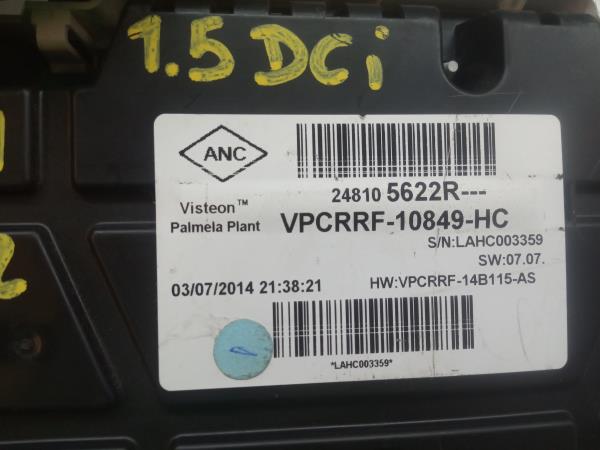 1.5 DCi
ANC
24810 5622R---
Visteon™
Palmela Plant
VPCRRF-10849-HC
S/N:LAHC003359
SW:07.07.
03/07/2014 21:38:21
HW:VPCRRF-14B115-AS
*LAHC003359*
2